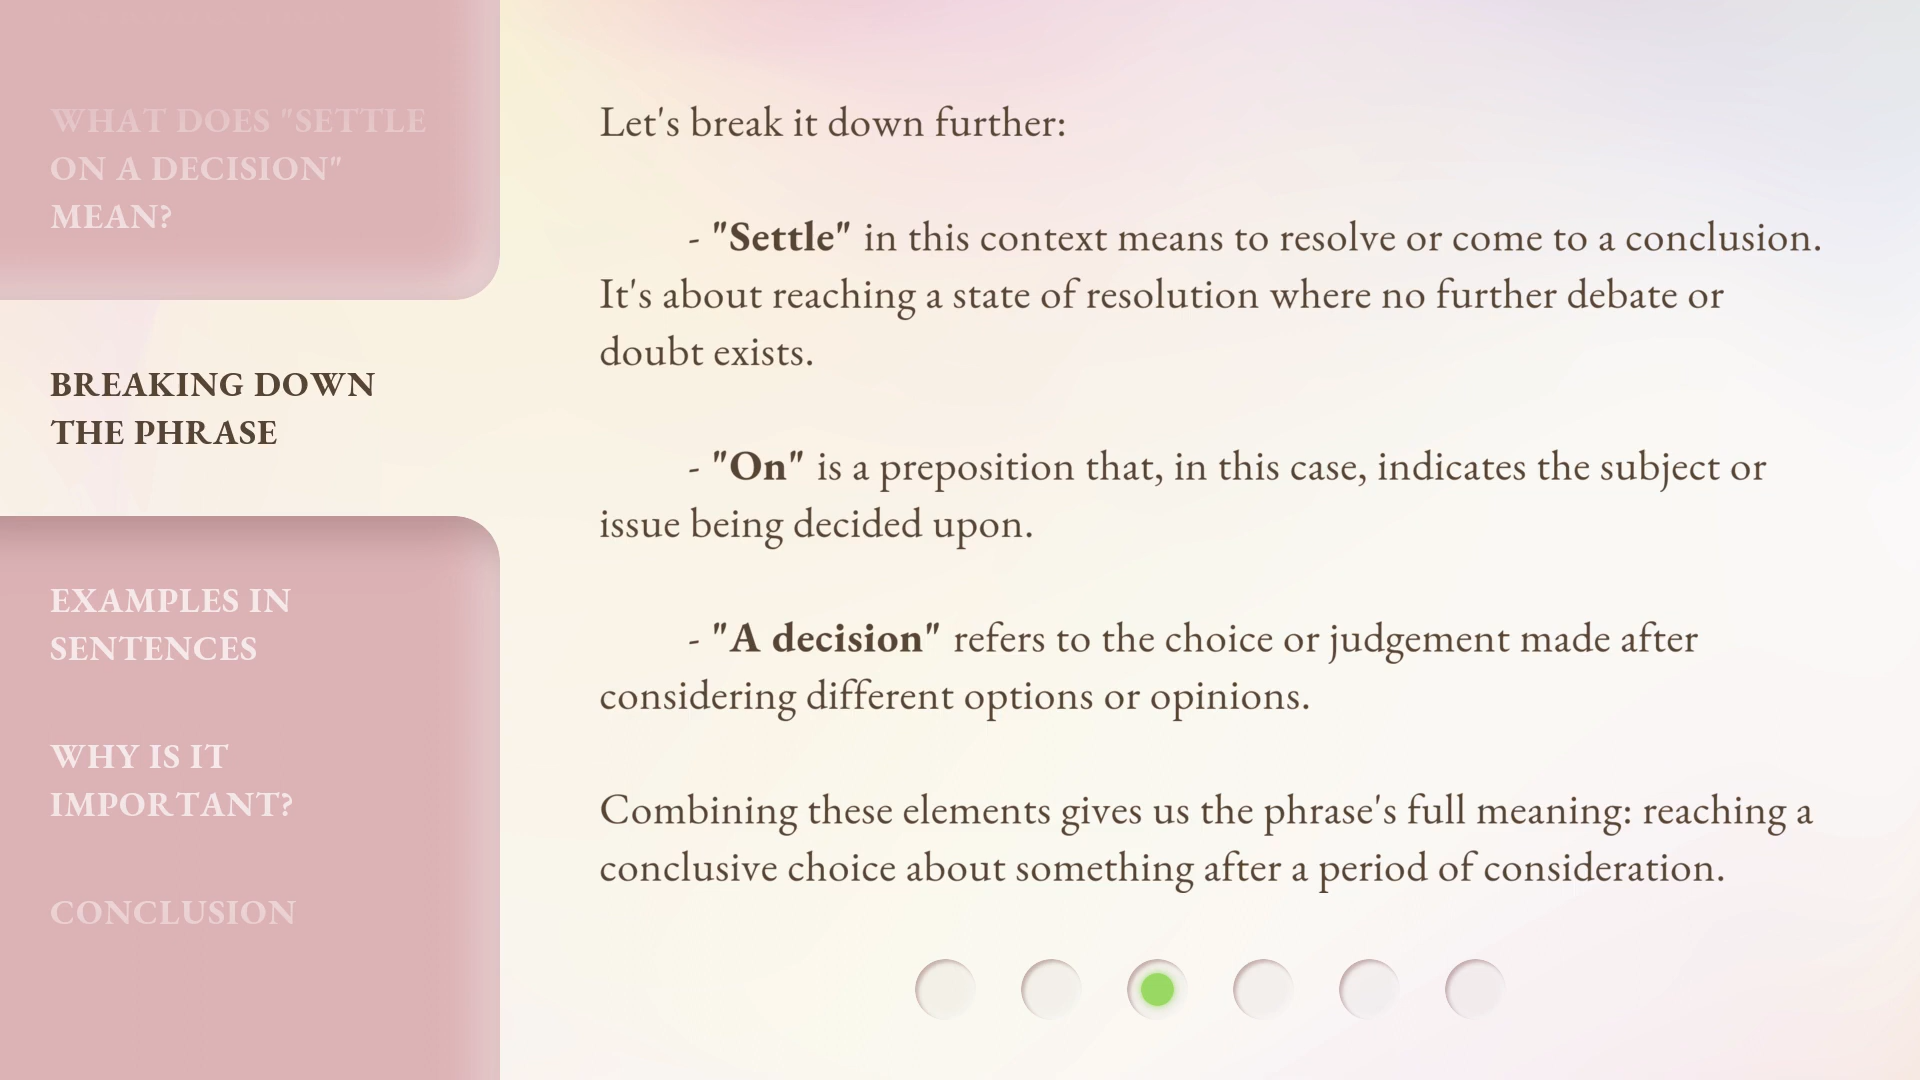 WHAT DOES "SETTLE
ON A DECISION"
MEAN?
BREAKING DOWN
THE PHRASE
EXAMPLES IN
SENTENCES
WHY IS IT
IMPORTANT?
CONCLUSION
Let's break it down further:
- "Settle" in this context means to resolve or come to a conclusion.
It's about reaching a state of resolution where no further debate or
doubt exists.
- "On" is a preposition that, in this case, indicates the subject or
issue being decided upon.
- "A decision" refers to the choice or judgement made after
considering different options or opinions.
Combining these elements gives us the phrase's full meaning: reaching a
conclusive choice about something after a period of consideration.